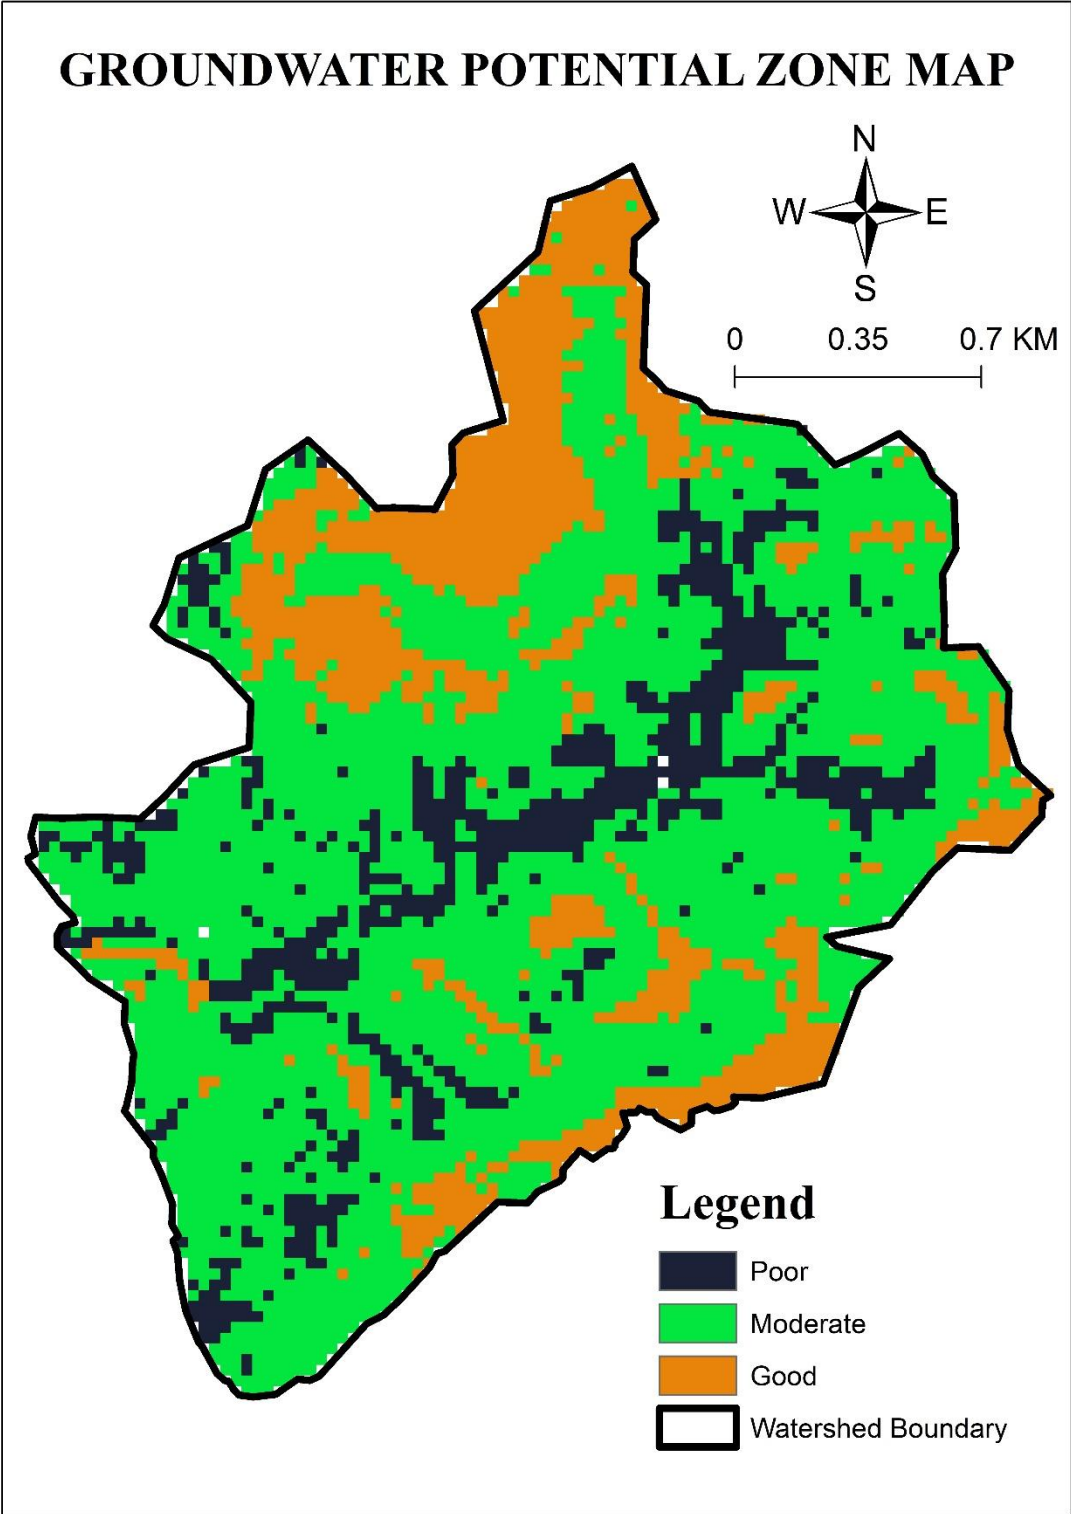 GROUNDWATER POTENTIAL ZONE MAP
N
W E
S
0 0.35 0.7 KM
Legend
Poor
Moderate
Good
Watershed Boundary